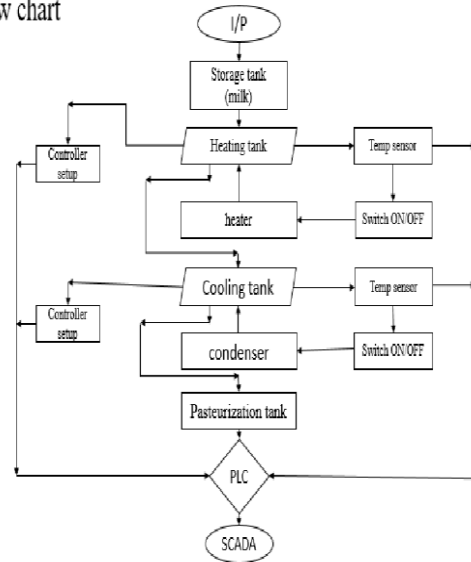 w chart
I/P
Storage tank
(milk)
Heating tank
Temp sensor
Controller
setup
heater
Switch ON/OFF
Cooling tank
Temp sensor
Controller
setup
condenser
Switch ON/OFF
Pasteurization tank
PLC
SCADA